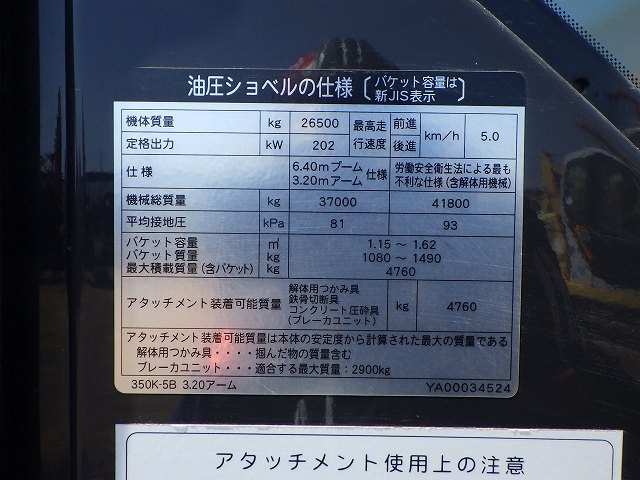 油圧ショベルの仕様〔バケット容量は
新JIS表示〕
機体質量 kg 26500 最高走行速度 前進 後進 km/h 5.0
定格出力 kW 202
仕様 6.40mブーム 3.20mアーム 仕様 労働安全衛生法による最も不利な仕様(含解体用機械)
機械総質量 kg 37000 41800
平均接地圧 kPa 81 93
バケット容量 ㎥ 1.15 ~ 1.62
バケット質量 kg 1080 ~ 1490
最大積載質量(含バケット) kg 4760
アタッチメント装着可能質量 解体用つかみ具 鉄骨切断具 コンクリート圧砕具 (ブレーカユニット) kg 4760
アタッチメント装着可能質量は本体の安定度から計算された最大の質量である
解体用つかみ具・・・・掴んだ物の質量含む
ブレーカユニット・・・・適合する最大質量:2900kg
350K-5B 3.20アーム YA00034524
アタッチメント使用上の注意